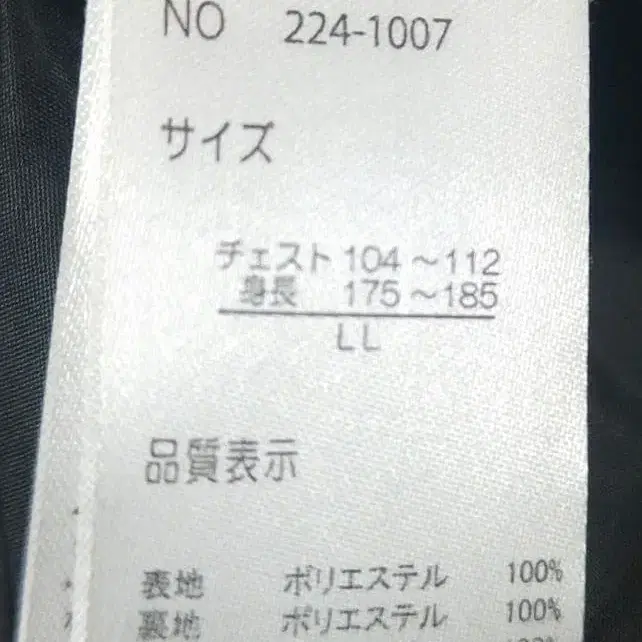 NO 224-1007
サイズ
チェスト 104～112
身長 175～185
LL
品質表示
表地 ポリエステル 100%
裏地 ポリエステル 100%